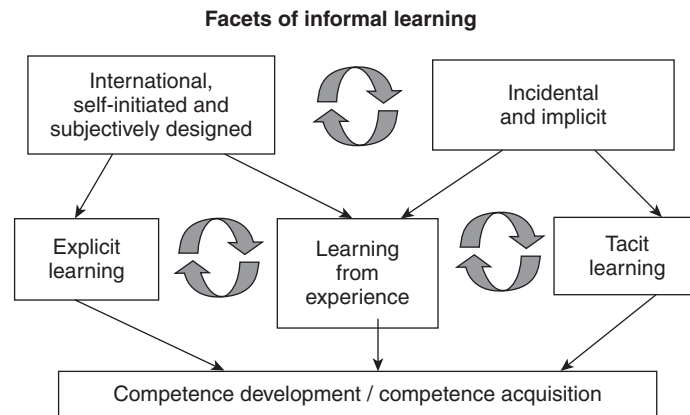 Facets of informal learning
International,
self-initiated and
subjectively designed
Incidental
and implicit
Explicit
learning
Learning
from
experience
Tacit
learning
Competence development / competence acquisition